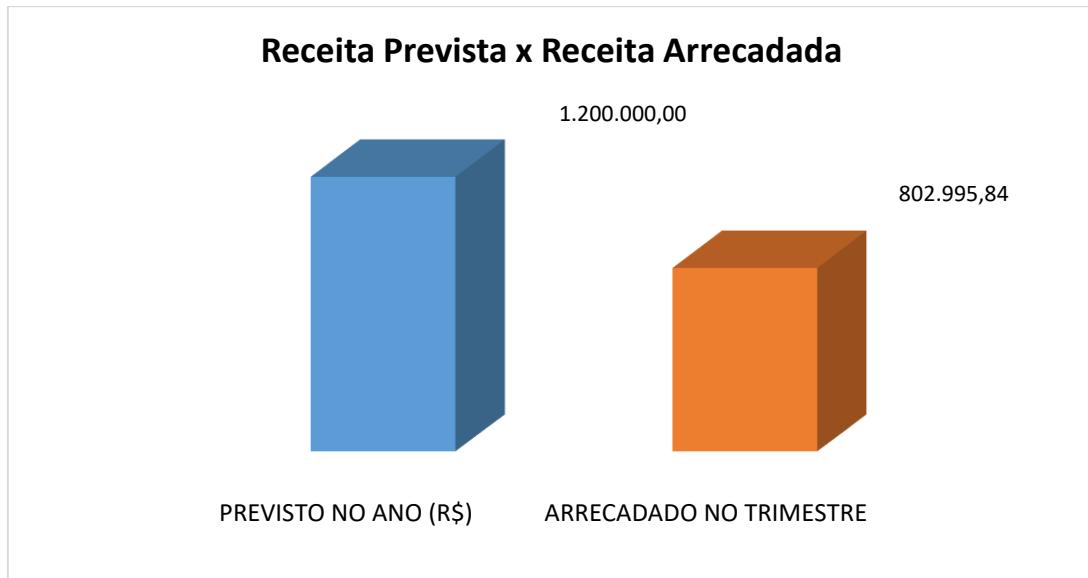 Receita Prevista x Receita Arrecadada
1.200.000,00
802.995,84
PREVISTO NO ANO (R$)
ARRECADADO NO TRIMESTRE